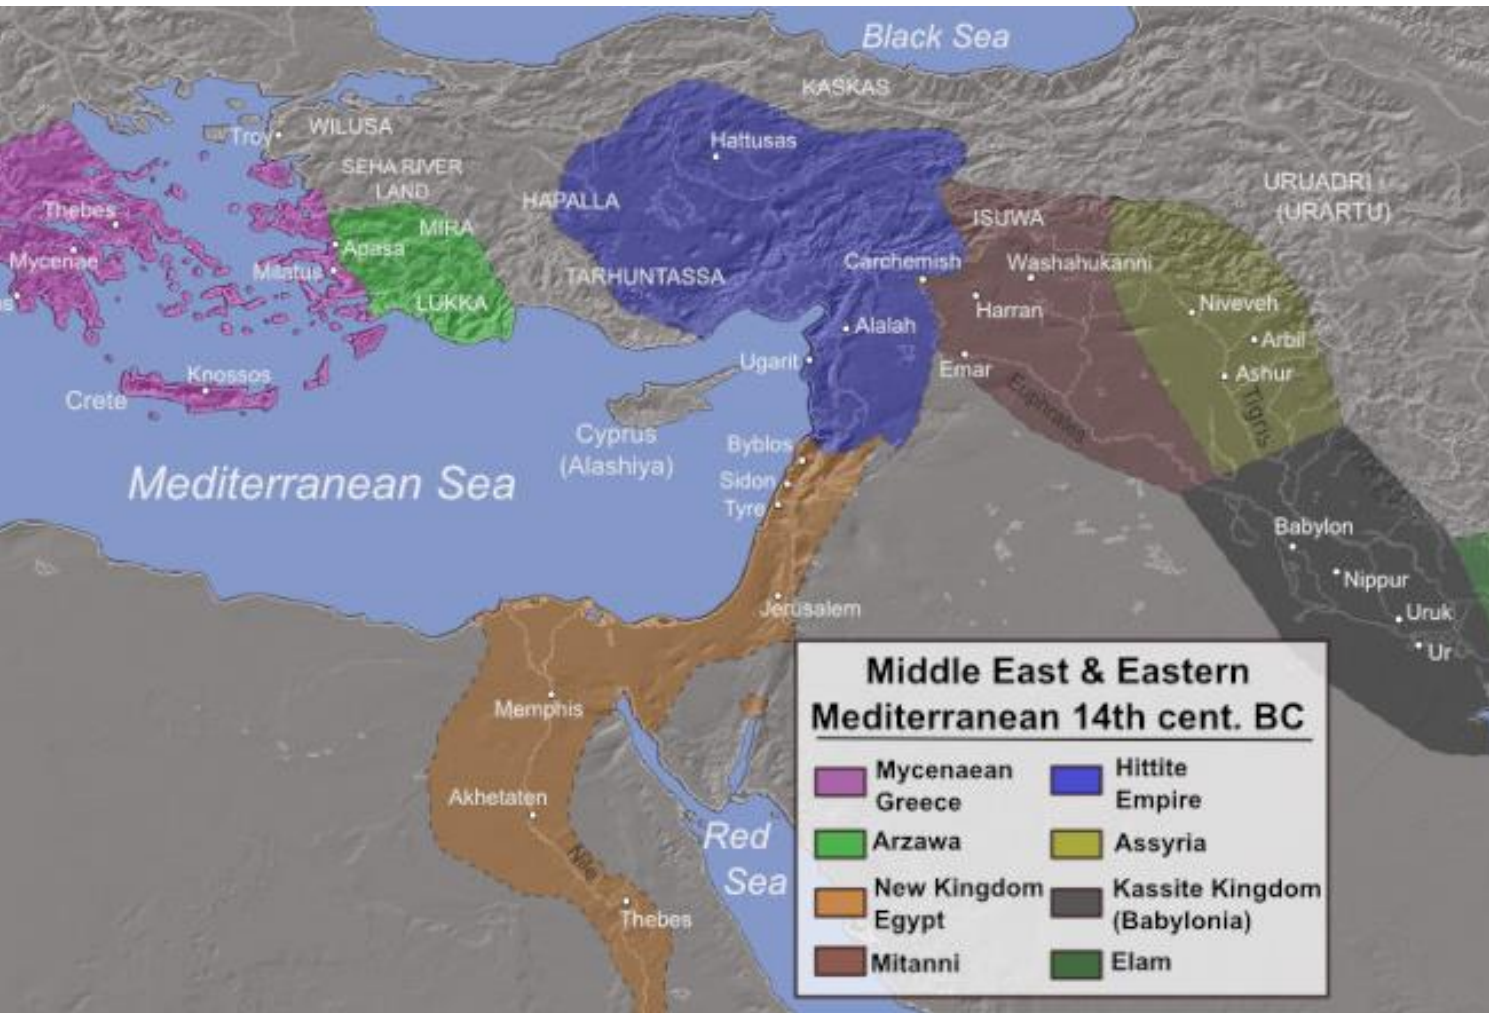 Black Sea
KASKAS
Troy
WILUSA
Hattusas
SEHA RIVER
LAND
HAPALLA
ISUWA
URUADRI
(URARTU)
Thebes
MIRA
Mycenae
Apasa
Milatus
TARHUNTASSA
Carchemish
Washahukanni
LUKKA
Harran
Niveveh
Alalah
Arbil
Ugarit
Emar
Ashur
Knossos
Crete
Euphrates
Tigris
Cyprus
(Alashiya)
Byblos
Mediterranean Sea
Sidon
Tyre
Babylon
Nippur
Jerusalem
Uruk
Ur
Memphis
Akhetaten
Nile
Red
Sea
Thebes
Middle East & Eastern
Mediterranean 14th cent. BC
Mycenaean
Greece
Hittite
Empire
Arzawa
Assyria
New Kingdom
Egypt
Kassite Kingdom
(Babylonia)
Mitanni
Elam